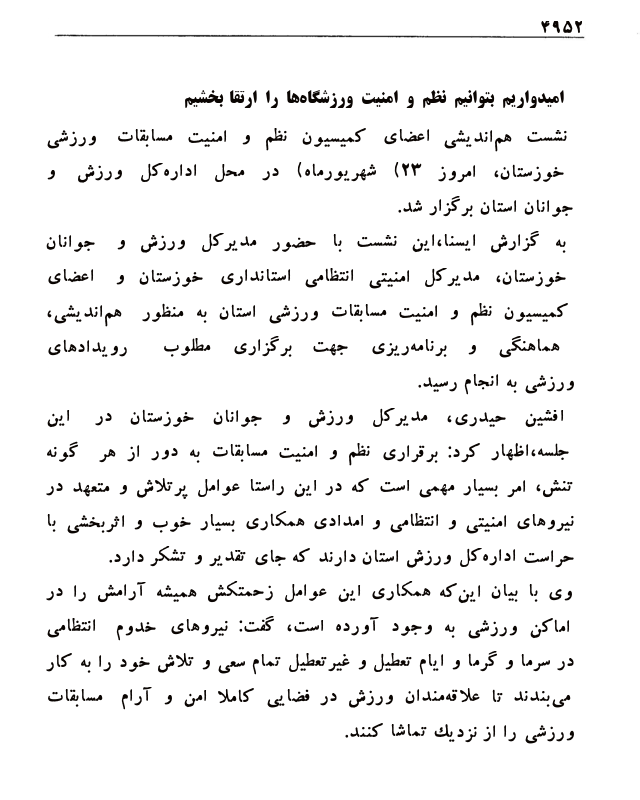 ۴۹۵۲
امیدواریم بتوانیم نظم و امنیت ورزشگاه‌ها را ارتقا بخشیم
نشست هم‌اندیشی اعضای کمیسیون نظم و امنیت مسابقات ورزشی
خوزستان، امروز ۲۳) شهریورماه) در محل اداره‌کل ورزش و
جوانان استان برگزار شد.
به گزارش ایسنا،این نشست با حضور مدیرکل ورزش و جوانان
خوزستان، مدیرکل امنیتی انتظامی استانداری خوزستان و اعضای
کمیسیون نظم و امنیت مسابقات ورزشی استان به منظور هم‌اندیشی،
هماهنگی و برنامه‌ریزی جهت برگزاری مطلوب رویدادهای
ورزشی به انجام رسید.
افشین حیدری، مدیرکل ورزش و جوانان خوزستان در این
جلسه،اظهار کرد: برقراری نظم و امنیت مسابقات به دور از هر گونه
تنش، امر بسیار مهمی است که در این راستا عوامل پرتلاش و متعهد در
نیروهای امنیتی و انتظامی و امدادی همکاری بسیار خوب و اثربخشی با
حراست اداره‌کل ورزش استان دارند که جای تقدیر و تشکر دارد.
وی با بیان این‌که همکاری این عوامل زحمتکش همیشه آرامش را در
اماکن ورزشی به وجود آورده است، گفت: نیروهای خدوم انتظامی
در سرما و گرما و ایام تعطیل و غیرتعطیل تمام سعی و تلاش خود را به کار
می‌بندند تا علاقه‌مندان ورزش در فضایی کاملا امن و آرام مسابقات
ورزشی را از نزدیك تماشا کنند.